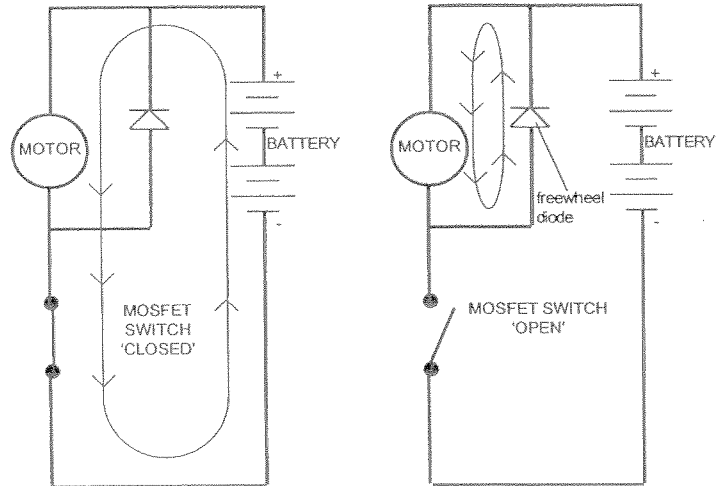 +
MOTOR
BATTERY
-
MOSFET
SWITCH
'CLOSED'
+
MOTOR
BATTERY
freewheel
diode
-
MOSFET SWITCH
'OPEN'